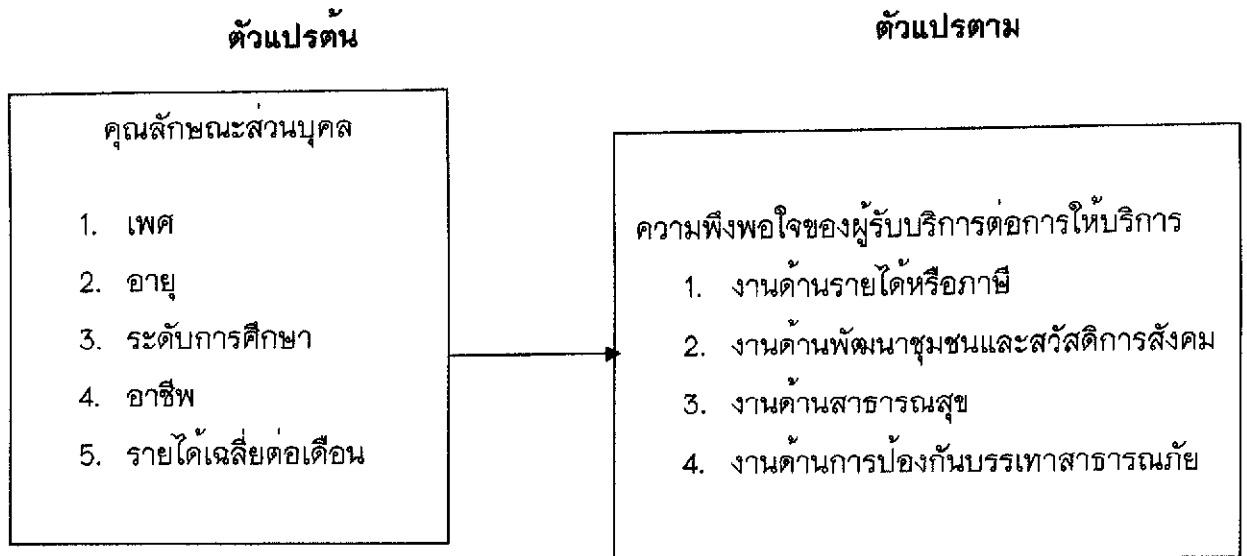 ตัวแปรต้น
ตัวแปรตาม
คุณลักษณะส่วนบุคล
1. เพศ
2. อายุ
3. ระดับการศึกษา
4. อาชีพ
5. รายได้เฉลี่ยต่อเดือน
ความพึงพอใจของผู้รับบริการต่อการให้บริการ
1. งานด้านรายได้หรือภาษี
2. งานด้านพัฒนาชุมชนและสวัสดิการสังคม
3. งานด้านสาธารณสุข
4. งานด้านการป้องกันบรรเทาสาธารณภัย